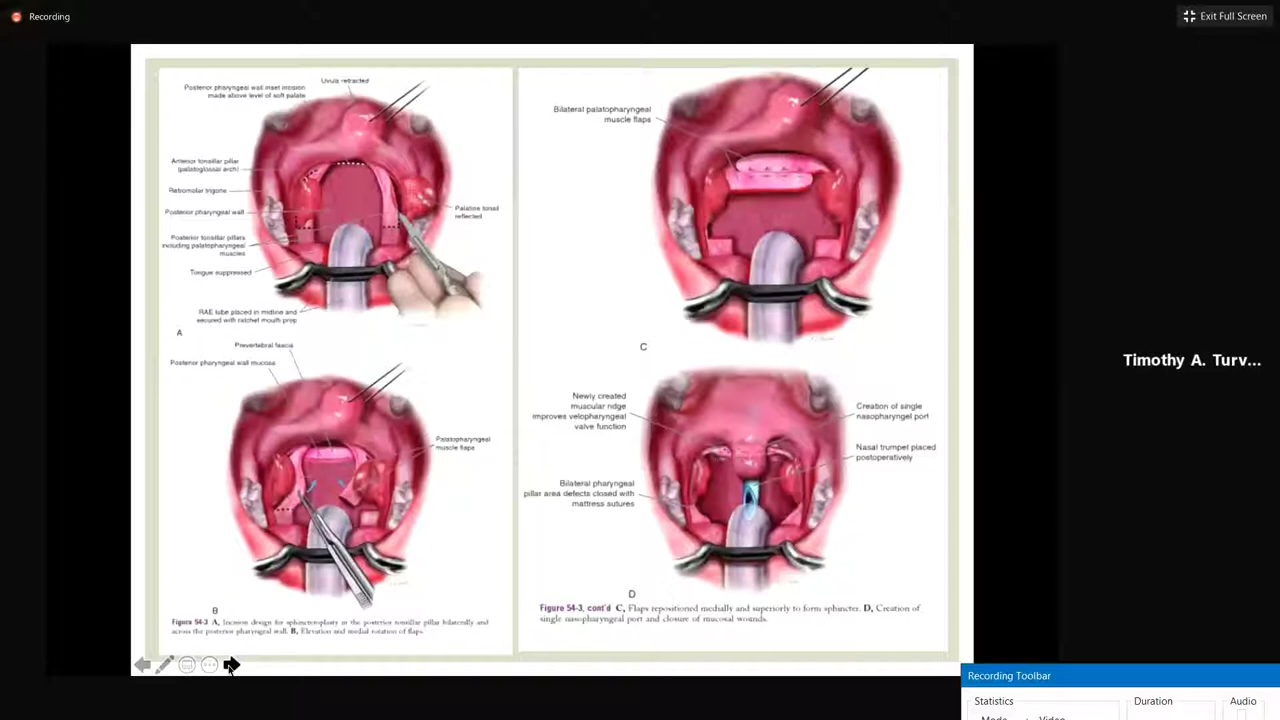 Recording
Exit Full Screen
Uvula retracted
Posterior pharyngeal wall inset incision
made above level of soft palate
Anterior tonsillar pillar
(palatoglossal arch)
Retromolar trigone
Posterior pharyngeal wall
Posterior tonsillar pillars
including palatopharyngeal
muscles
Tongue suppressed
RAE tube placed in midline and
secured with ratchet mouth prop
Palatine tonsil
reflected
A
Prevertebral fascia
Posterior pharyngeal wall mucosa
Palatopharyngeal
muscle flaps
B
Figure 54-3 A, Incision design for sphincteroplasty in the posterior tonsillar pillar bilaterally and
across the posterior pharyngeal wall. B, Elevation and medial rotation of flaps.
Bilateral palatopharyngeal
muscle flaps
C
Newly created
muscular ridge
improves velopharyngeal
valve function
Bilateral pharyngeal
pillar area defects closed with
mattress sutures
Creation of single
nasopharyngel port
Nasal trumpet placed
postoperatively
D
Figure 54-3, cont'd C, Flaps repositioned medially and superiorly to form sphincter. D, Creation of
single nasopharyngeal port and closure of mucosal wounds.
Timothy A. Turv...
Recording Toolbar
Statistics
Duration
Audio
Mode
Video